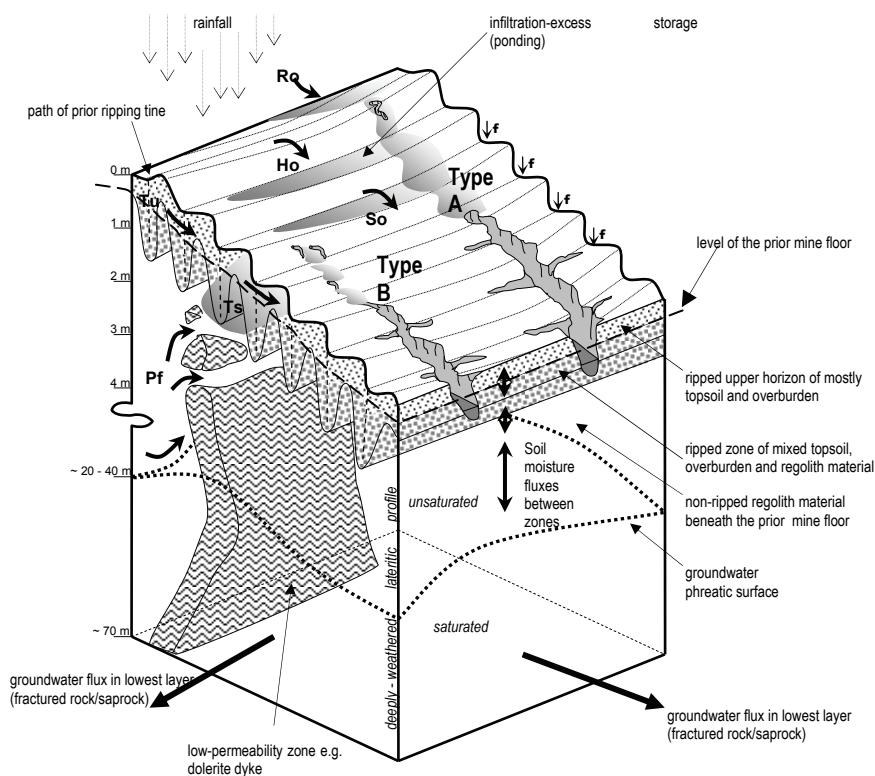 rainfall
infiltration-excess
(ponding)
storage
Ro
path of prior ripping tine
f
f
Ho
0 m
Type
A
f
Tu
So
1 m
f
level of the prior mine floor
Type
B
2 m
Ts
3 m
Pf
4 m
ripped upper horizon of mostly
topsoil and overburden
Soil
moisture
fluxes
between
zones
ripped zone of mixed topsoil,
overburden and regolith material
~ 20 - 40 m
unsaturated
non-ripped regolith material
beneath the prior mine floor
groundwater
phreatic surface
deeply - weathered lateritic profile
saturated
~ 70 m
groundwater flux in lowest layer
(fractured rock/saprock)
groundwater flux in lowest layer
(fractured rock/saprock)
low-permeability zone e.g.
dolerite dyke